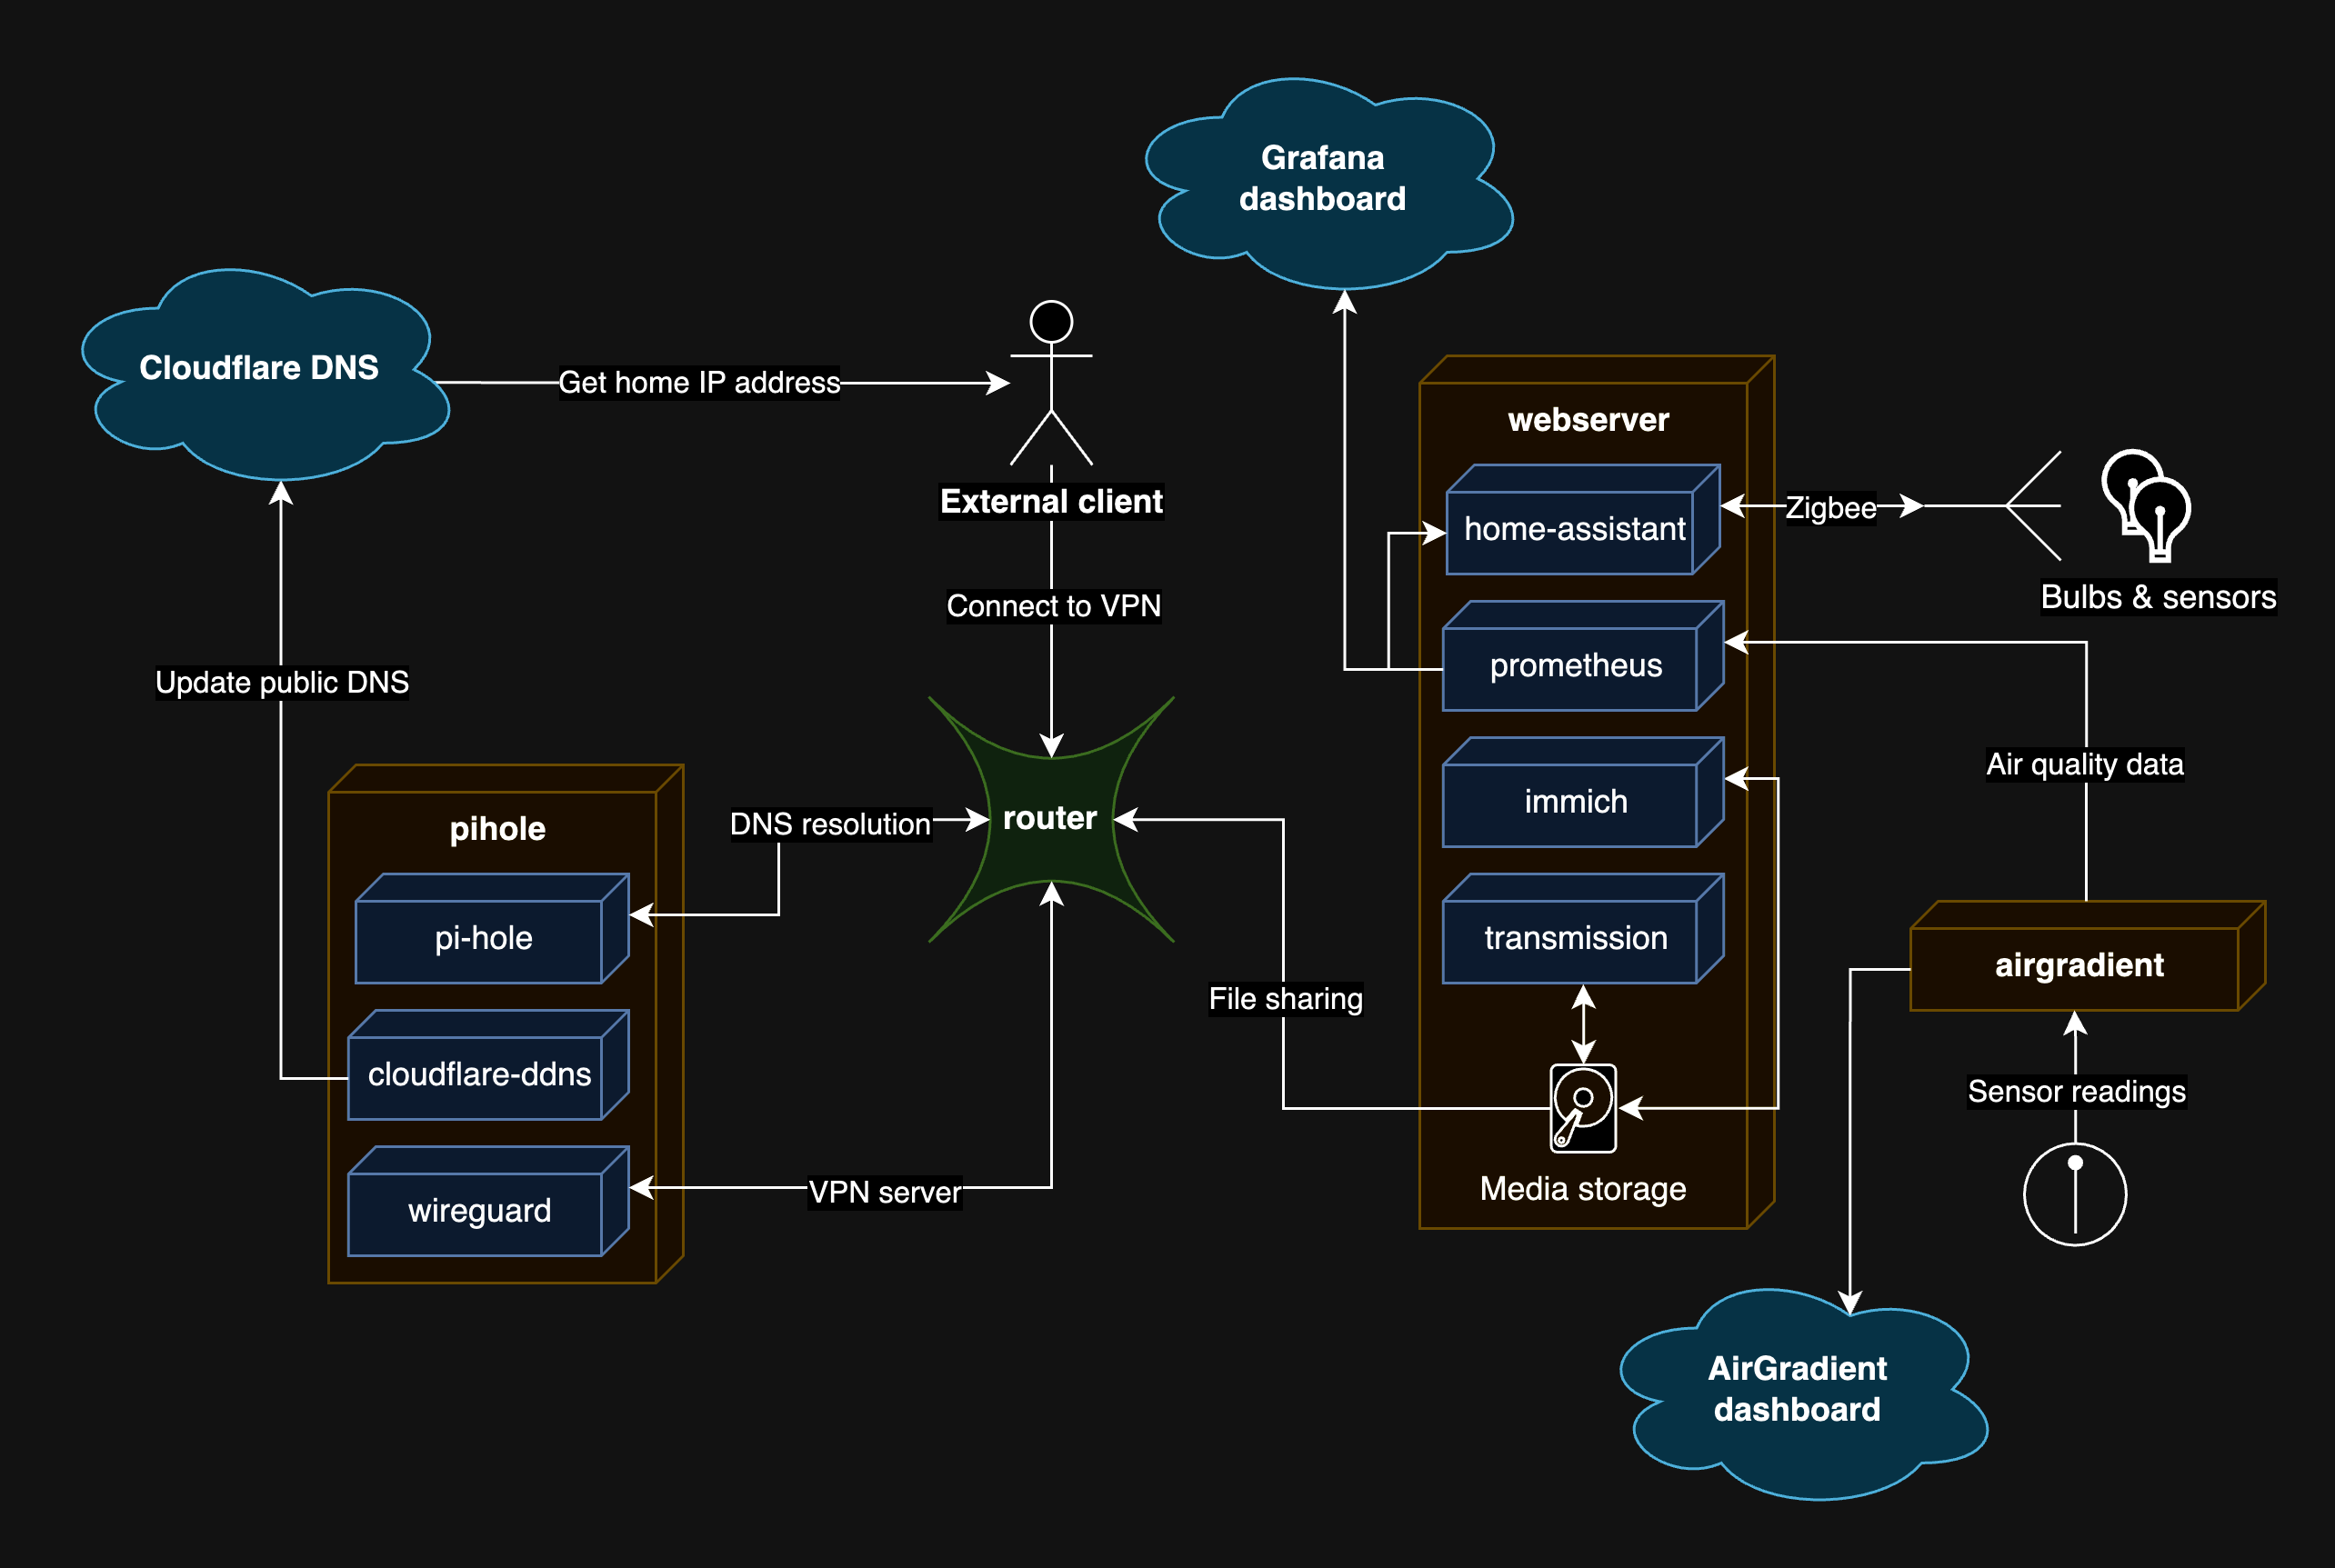 Grafana
dashboard
Cloudflare DNS
Get home IP address
External client
Connect to VPN
Update public DNS
webserver
home-assistant
Zigbee
Bulbs & sensors
prometheus
Air quality data
immich
transmission
Media storage
pihole
pi-hole
cloudflare-ddns
wireguard
DNS resolution
router
File sharing
VPN server
airgradient
Sensor readings
AirGradient
dashboard